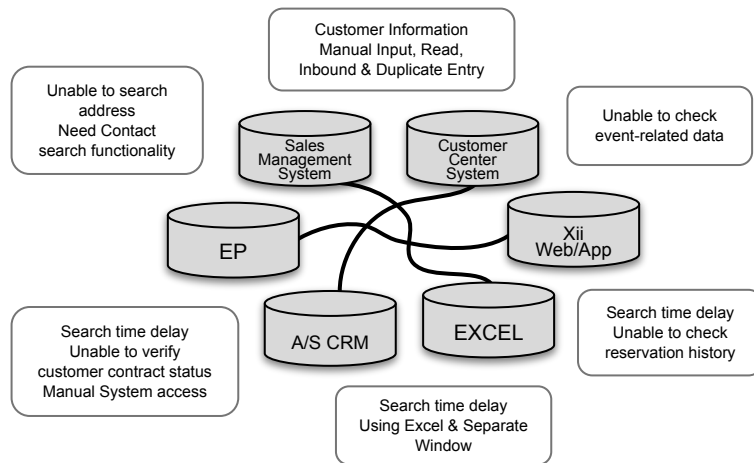 Customer Information
Manual Input, Read,
Inbound & Duplicate Entry
Unable to search
address
Need Contact
search functionality
Unable to check
event-related data
Sales
Management
System
Customer
Center
System
EP
Xii
Web/App
A/S CRM
EXCEL
Search time delay
Unable to verify
customer contract status
Manual System access
Search time delay
Unable to check
reservation history
Search time delay
Using Excel & Separate
Window